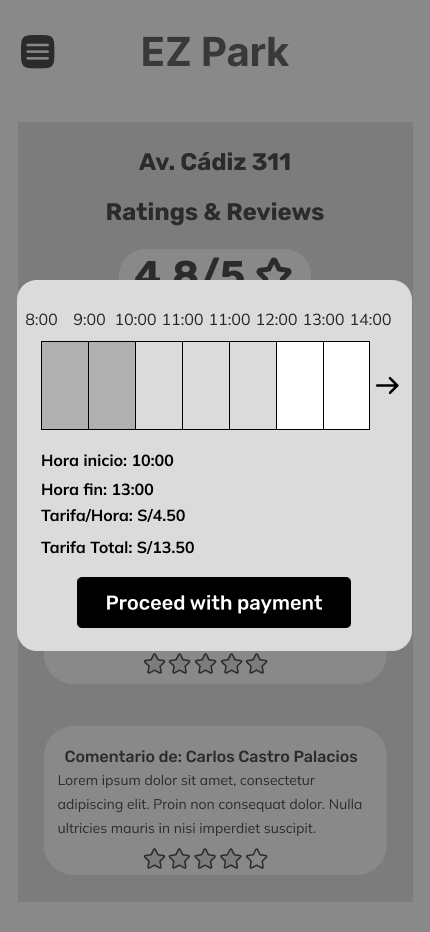 EZ Park
Av. Cádiz 311
Ratings & Reviews
4.8/5
8:00 9:00 10:00 11:00 11:00 12:00 13:00 14:00
Hora inicio: 10:00
Hora fin: 13:00
Tarifa/Hora: S/4.50
Tarifa Total: S/13.50
Proceed with payment
Comentario de: Carlos Castro Palacios
Lorem ipsum dolor sit amet, consectetur
adipiscing elit. Proin non consequat dolor. Nulla
ultricies mauris in nisi imperdiet suscipit.